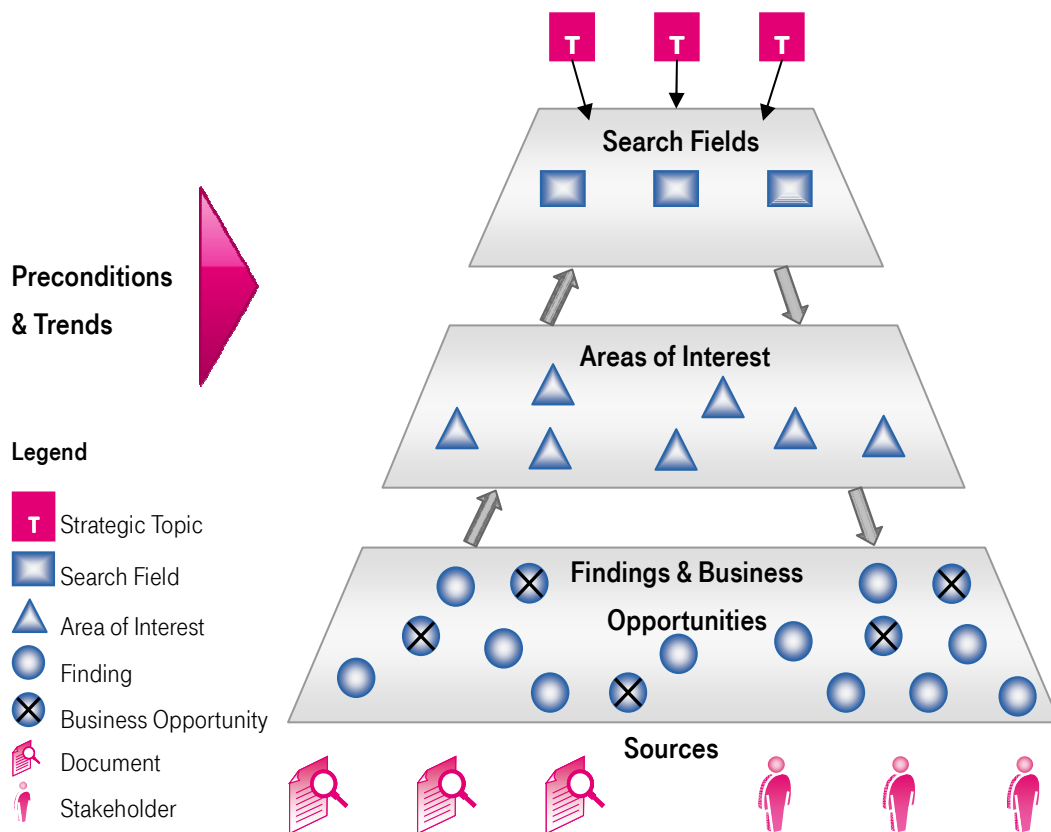 T T T
Search Fields
Preconditions
& Trends
Areas of Interest
Legend
T Strategic Topic
Search Field
Area of Interest
Finding
Business Opportunity
Document
Stakeholder
Findings & Business
Opportunities
Sources